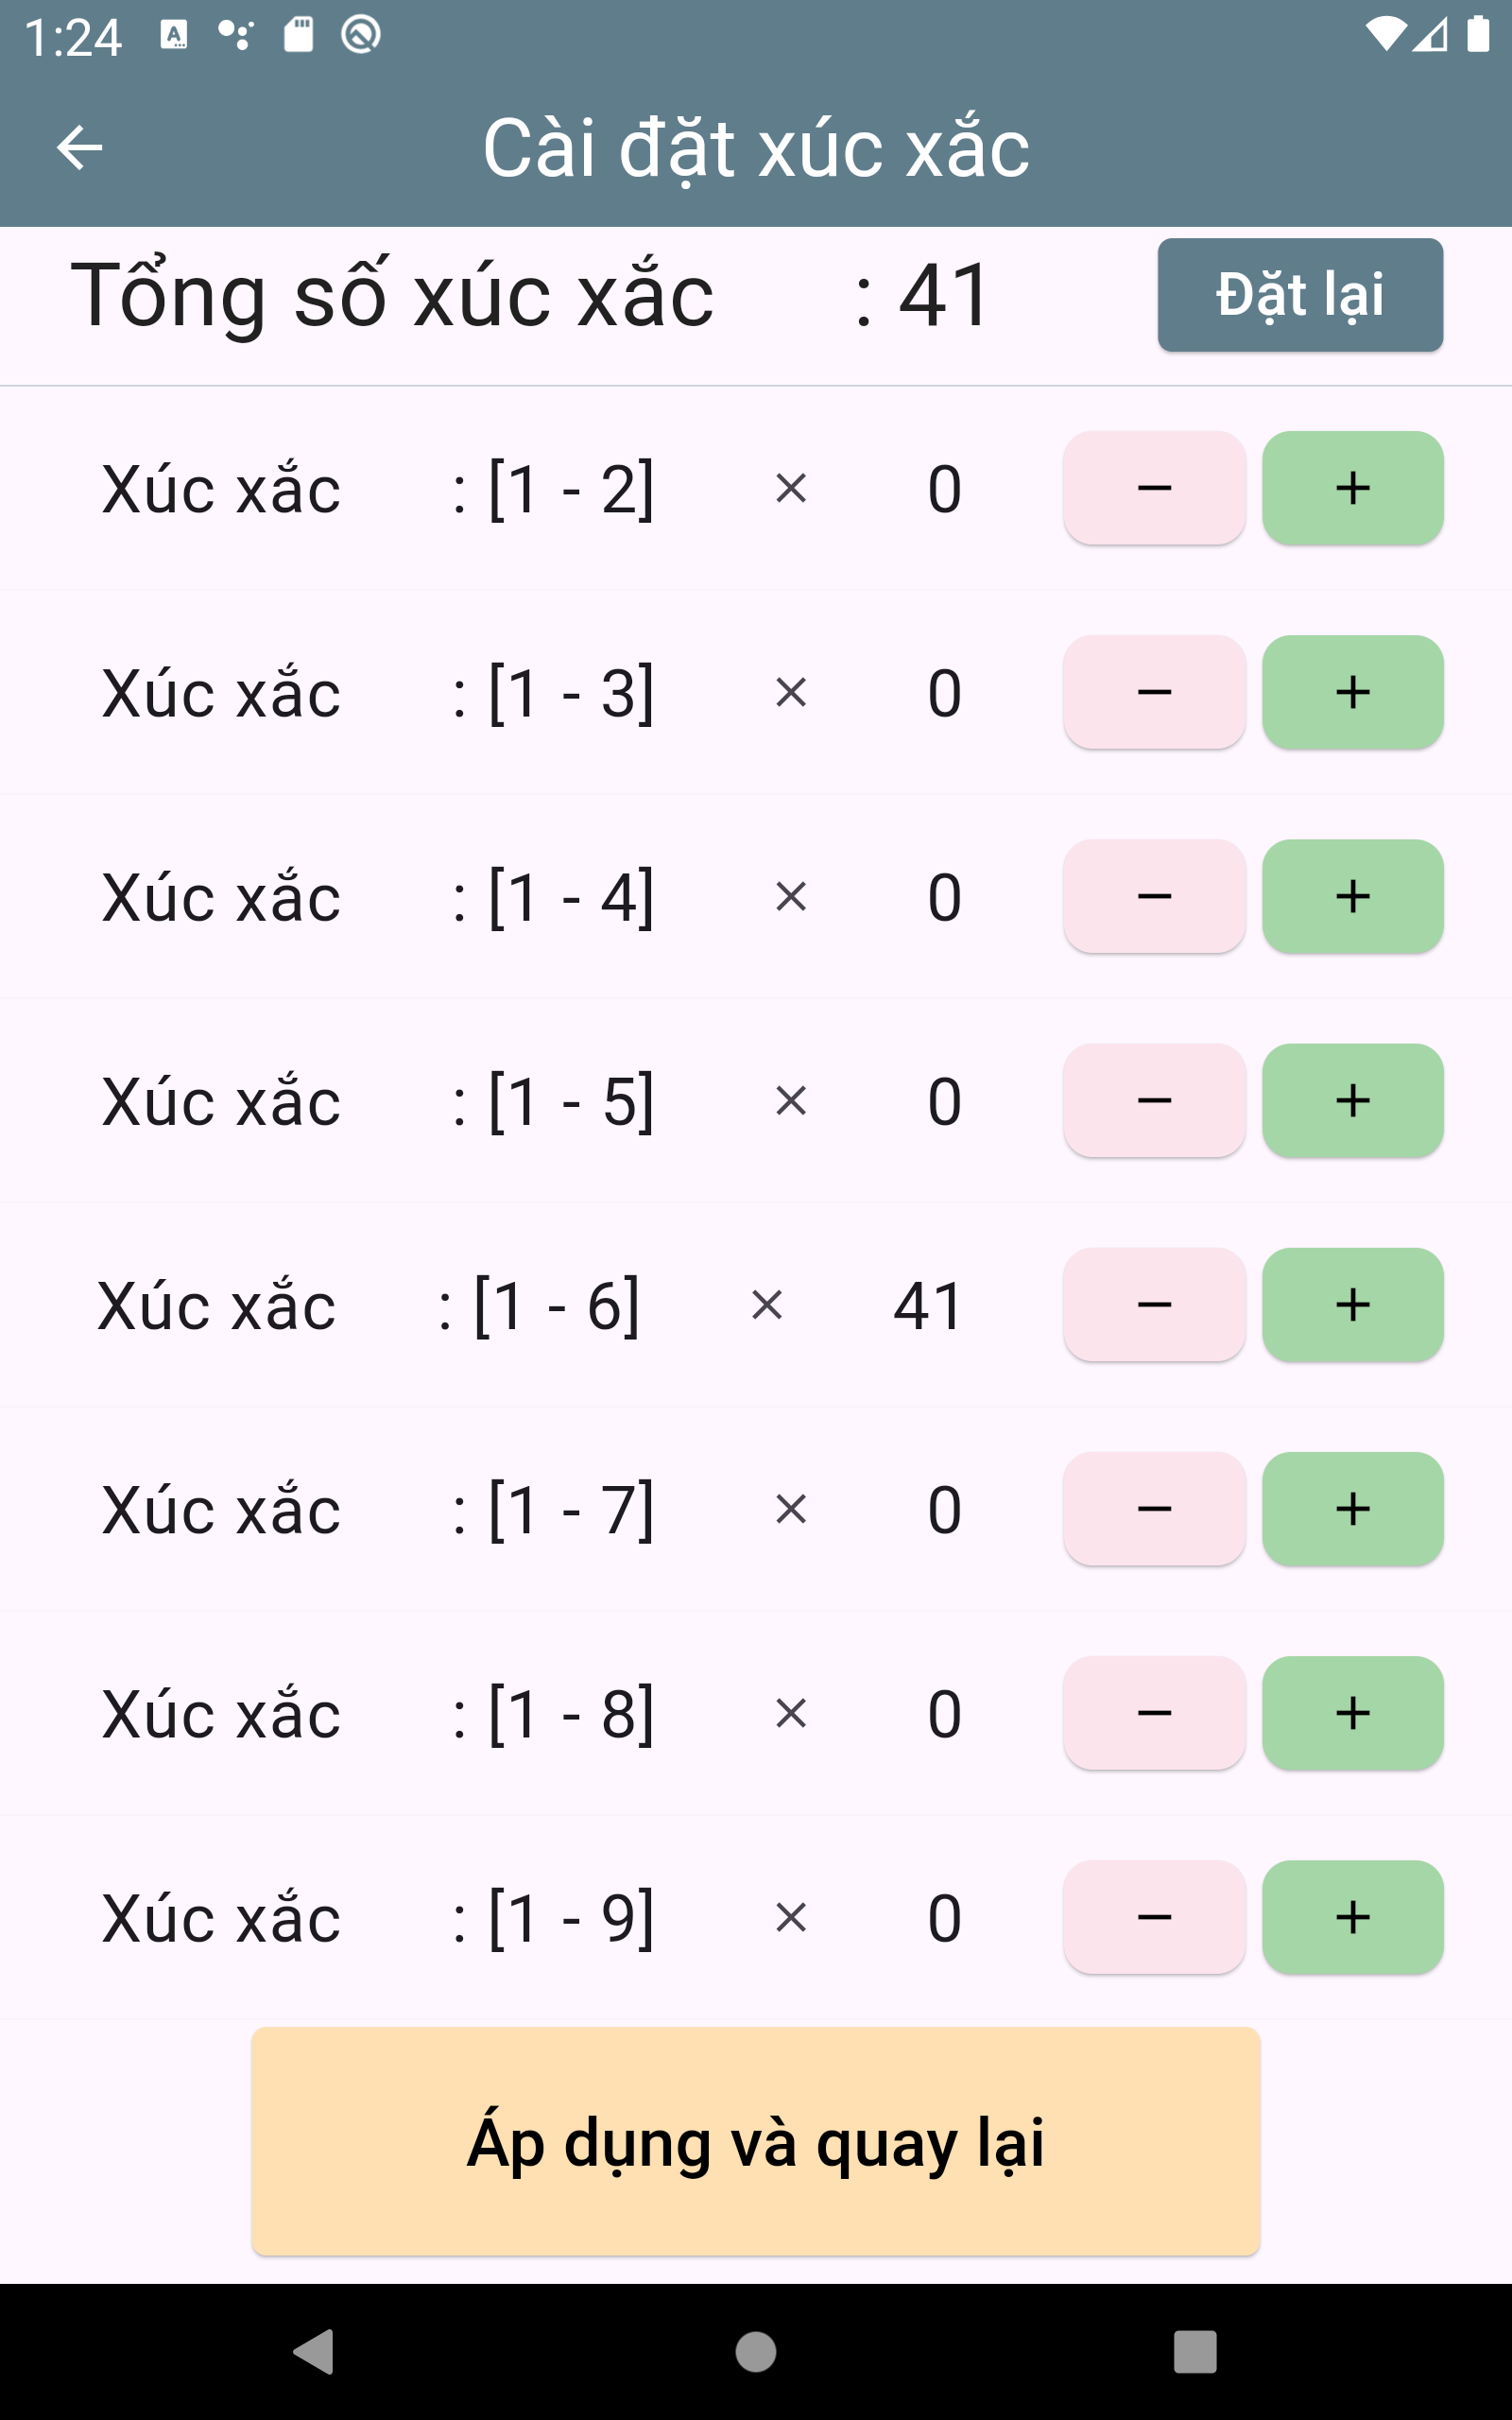 1:24
Cài đặt xúc xắc
Tổng số xúc xắc : 41 Đặt lại
Xúc xắc : [1 - 2] × 0 − +
Xúc xắc : [1 - 3] × 0 − +
Xúc xắc : [1 - 4] × 0 − +
Xúc xắc : [1 - 5] × 0 − +
Xúc xắc : [1 - 6] × 41 − +
Xúc xắc : [1 - 7] × 0 − +
Xúc xắc : [1 - 8] × 0 − +
Xúc xắc : [1 - 9] × 0 − +
Áp dụng và quay lại